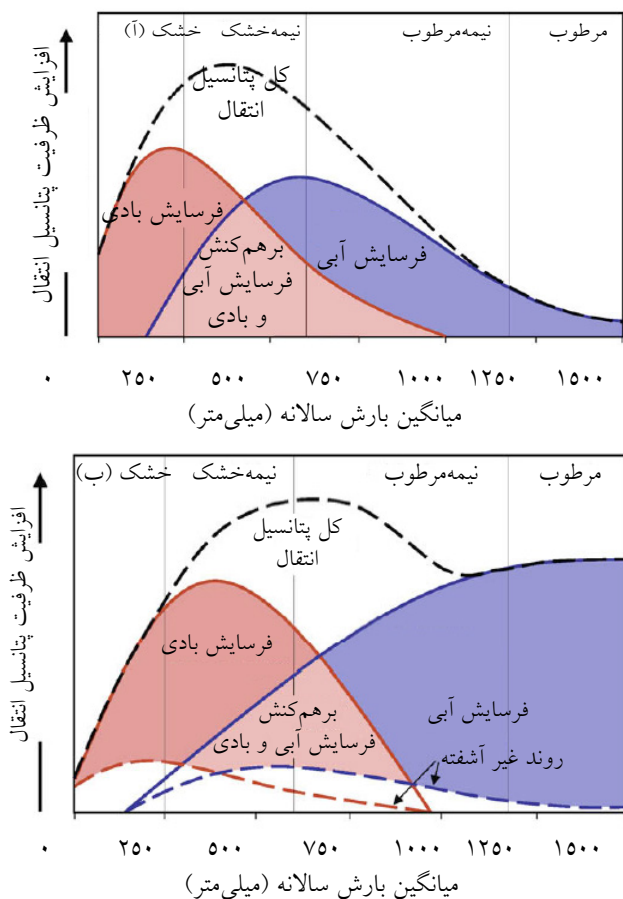 (آ) خشک نیمه‌خشک نیمه‌مرطوب مرطوب
افزایش ظرفیت پتانسیل انتقال
کل پتانسیل
انتقال
فرسایش بادی
برهم‌کنش
فرسایش آبی
و بادی
فرسایش آبی
۰ ۲۵۰ ۵۰۰ ۷۵۰ ۱۰۰۰ ۱۲۵۰ ۱۵۰۰
میانگین بارش سالانه (میلی‌متر)
(ب) خشک نیمه‌خشک نیمه‌مرطوب مرطوب
افزایش ظرفیت پتانسیل انتقال
کل پتانسیل
انتقال
فرسایش بادی
برهم‌کنش
فرسایش آبی و بادی
فرسایش آبی
روند غیر آشفته
۰ ۲۵۰ ۵۰۰ ۷۵۰ ۱۰۰۰ ۱۲۵۰ ۱۵۰۰
میانگین بارش سالانه (میلی‌متر)